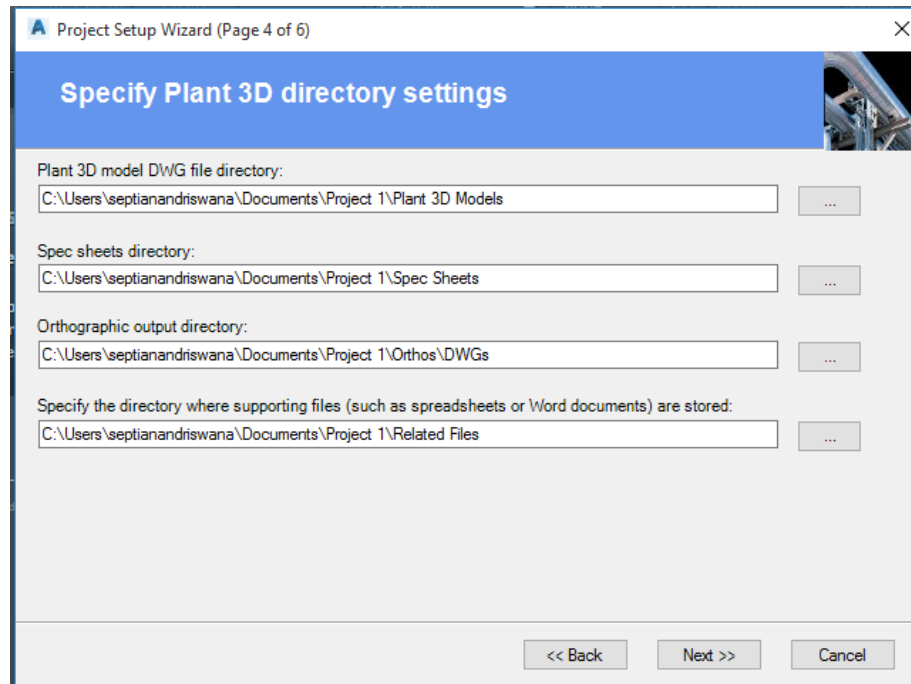 Project Setup Wizard (Page 4 of 6)
Specify Plant 3D directory settings
Plant 3D model DWG file directory:
C:\Users\septianandriswana\Documents\Project 1\Plant 3D Models
...
Spec sheets directory:
C:\Users\septianandriswana\Documents\Project 1\Spec Sheets
...
Orthographic output directory:
C:\Users\septianandriswana\Documents\Project 1\Orthos\DWGs
...
Specify the directory where supporting files (such as spreadsheets or Word documents) are stored:
C:\Users\septianandriswana\Documents\Project 1\Related Files
...
<< Back Next >> Cancel